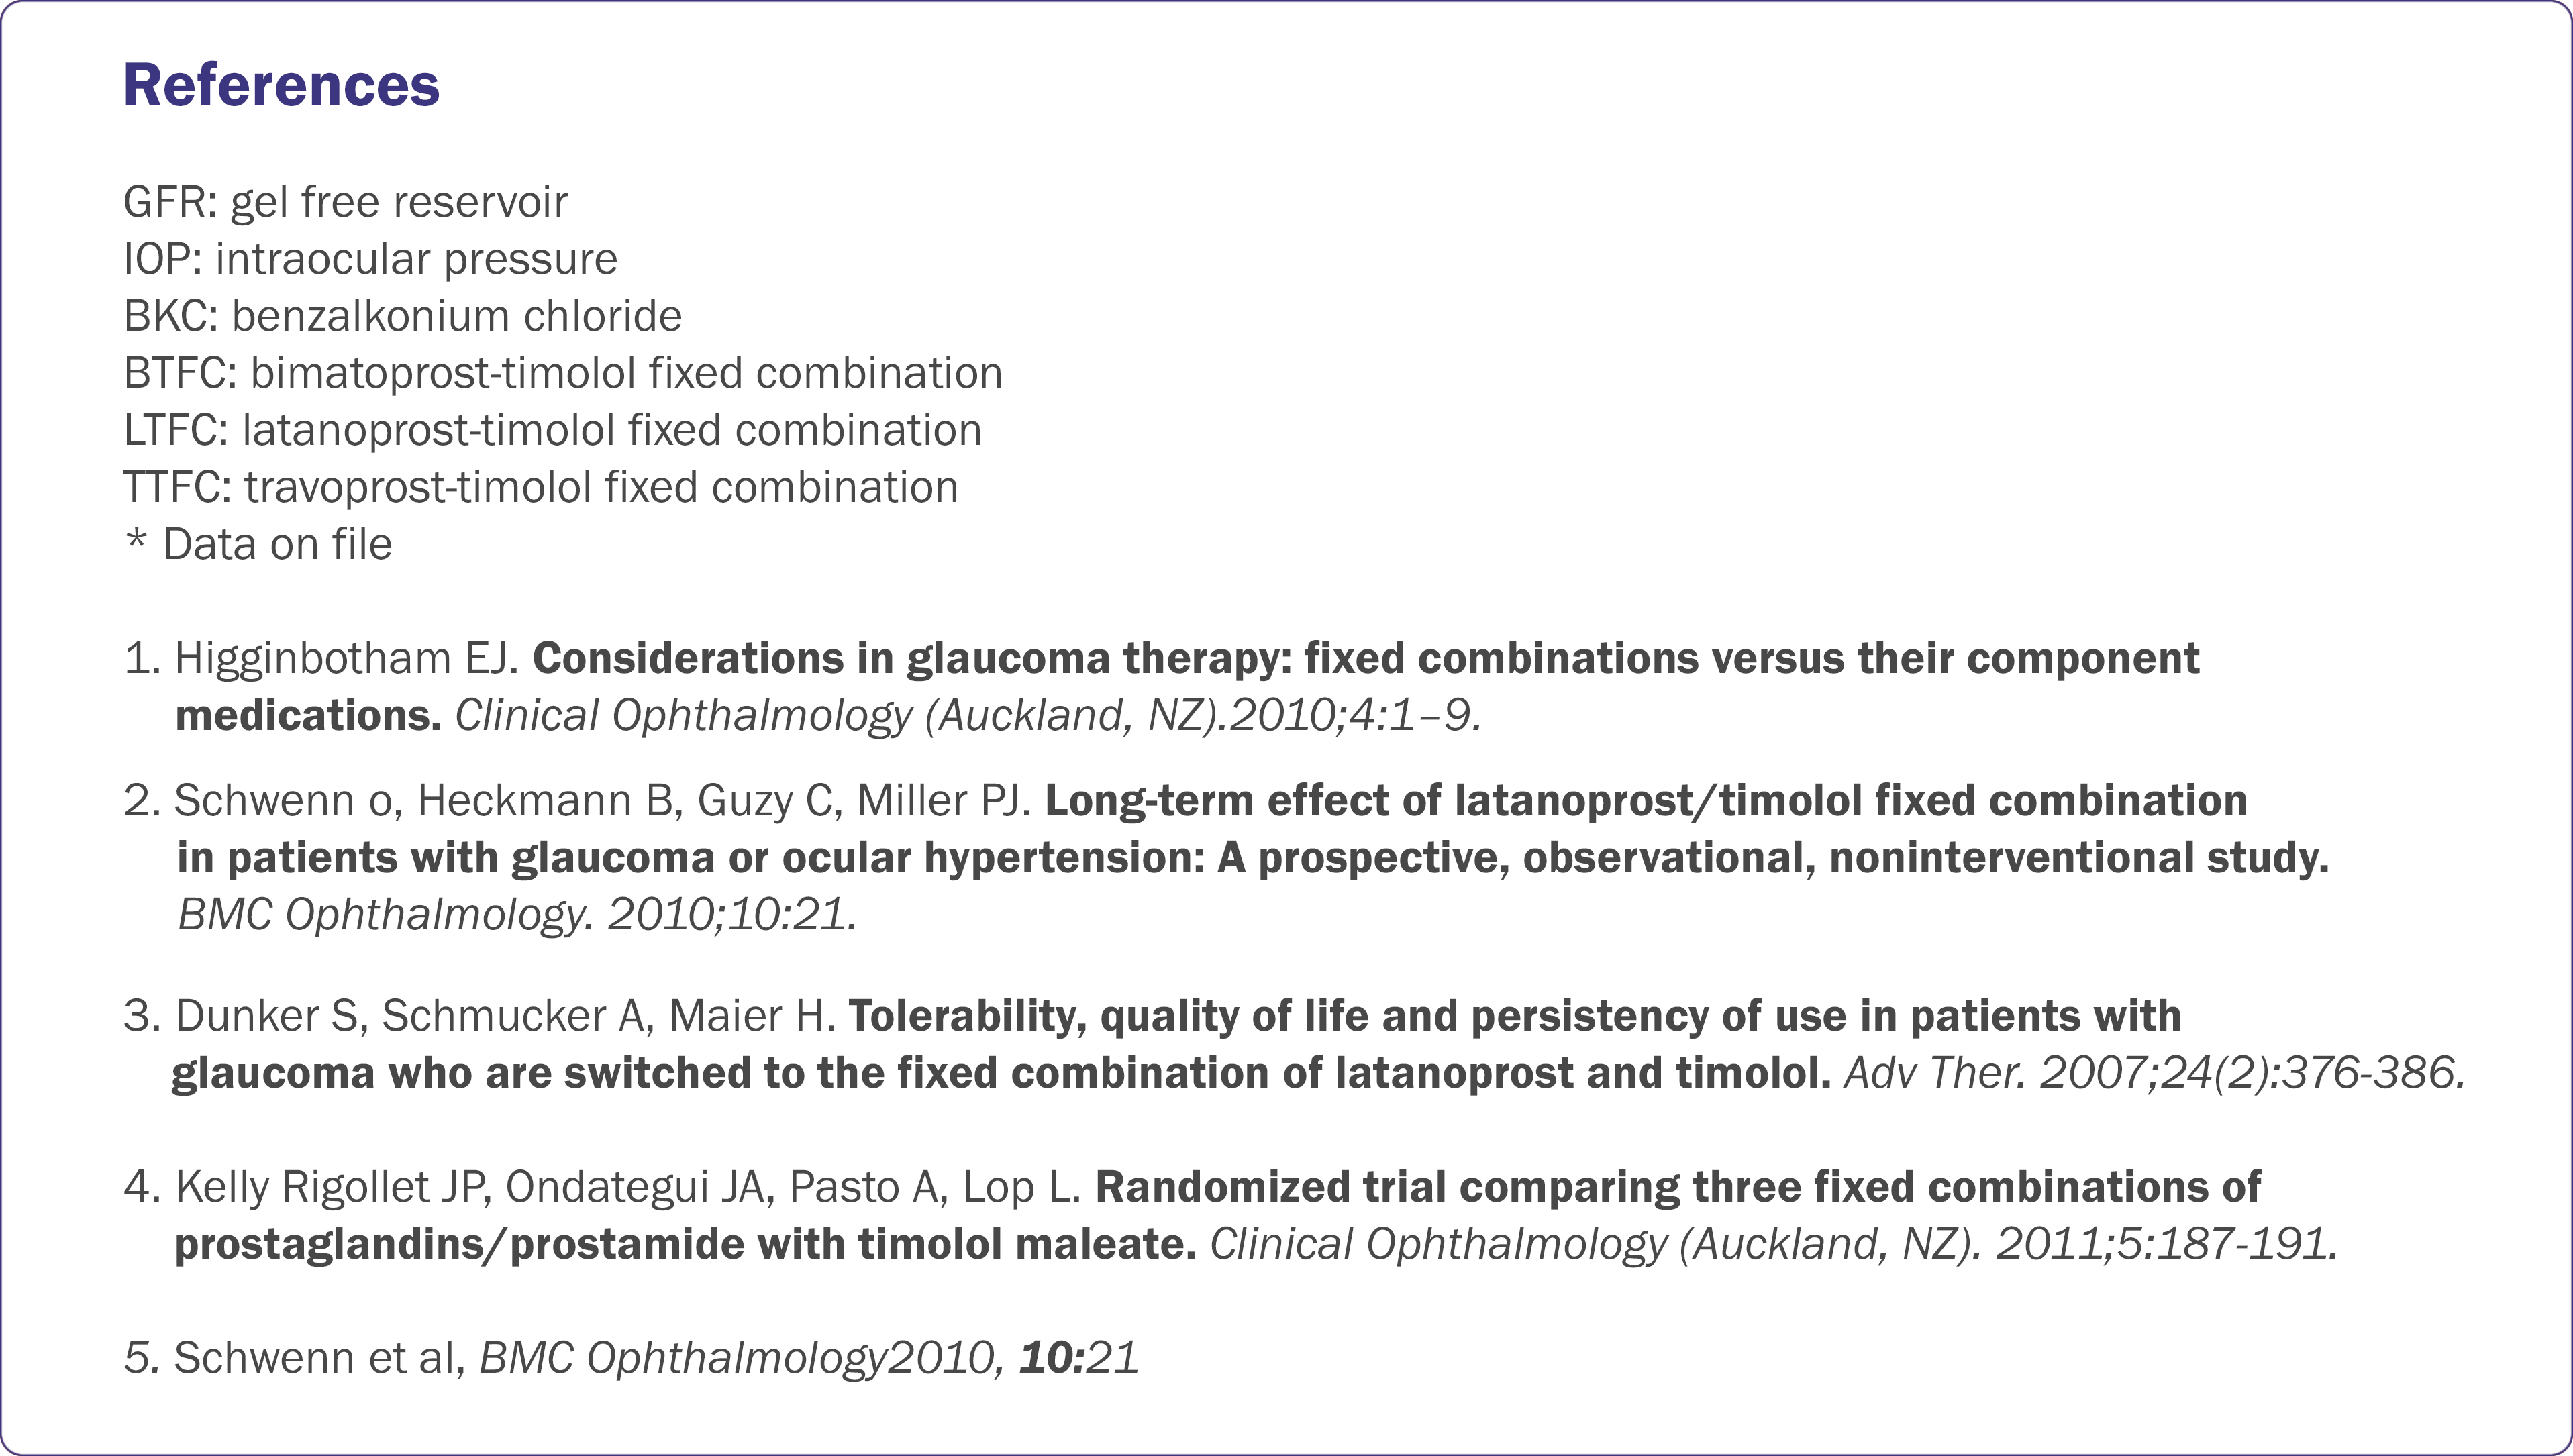 References
GFR: gel free reservoir
IOP: intraocular pressure
BKC: benzalkonium chloride
BTFC: bimatoprost-timolol fixed combination
LTFC: latanoprost-timolol fixed combination
TTFC: travoprost-timolol fixed combination
* Data on file
1. Higginbotham EJ. Considerations in glaucoma therapy: fixed combinations versus their component
medications. Clinical Ophthalmology (Auckland, NZ).2010;4:1–9.
2. Schwenn o, Heckmann B, Guzy C, Miller PJ. Long-term effect of latanoprost/timolol fixed combination
in patients with glaucoma or ocular hypertension: A prospective, observational, noninterventional study.
BMC Ophthalmology. 2010;10:21.
3. Dunker S, Schmucker A, Maier H. Tolerability, quality of life and persistency of use in patients with
glaucoma who are switched to the fixed combination of latanoprost and timolol. Adv Ther. 2007;24(2):376-386.
4. Kelly Rigollet JP, Ondategui JA, Pasto A, Lop L. Randomized trial comparing three fixed combinations of
prostaglandins/prostamide with timolol maleate. Clinical Ophthalmology (Auckland, NZ). 2011;5:187-191.
5. Schwenn et al, BMC Ophthalmology2010, 10:21